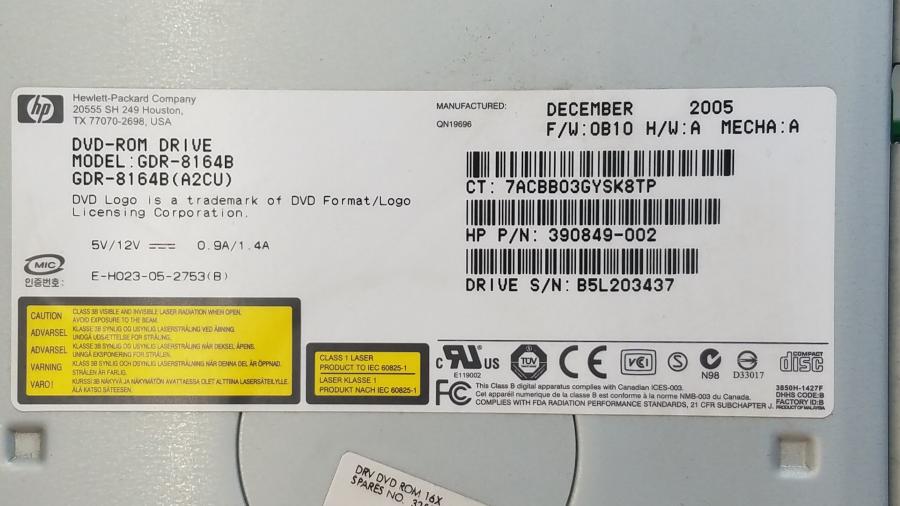 hp
Hewlett-Packard Company
20555 SH 249 Houston,
TX 77070-2698, USA
DVD-ROM DRIVE
MODEL:GDR-8164B
GDR-8164B(A2CU)
DVD Logo is a trademark of DVD Format/Logo
Licensing Corporation.
5V/12V 0.9A/1.4A
MIC
인증번호: E-H023-05-2753(B)
MANUFACTURED: DECEMBER 2005
QN19696 F/W:0B10 H/W:A MECHA:A
CT: 7ACBB03GYSK8TP
HP P/N: 390849-002
DRIVE S/N: B5L203437
CAUTION CLASS 3B VISIBLE AND INVISIBLE LASER RADIATION WHEN OPEN.
AVOID EXPOSURE TO THE BEAM.
ADVARSEL KLASSE 3B SYNLIG OG USYNLIG LASERSTRÅLING VED ÅBNING.
UNDGÅ UDSÆTTELSE FOR STRÅLING.
ADVARSEL KLASSE 3B SYNLIG OG USYNLIG LASERSTRÅLING NÅR DEKSEL ÅPNES.
UNNGÅ EKSPONERING FOR STRÅLEN.
VARNING KLASS 3B SYNLIG OCH OSYNLIG LASERSTRÅLNING NÄR DENNA DEL ÄR ÖPPNAD.
STRÅLEN ÄR FARLIG.
VARO! KURSSI 3B NÄKYVÄ JA NÄKYMÄTÖN AVATTAESSA OLET ALTTIINA LASERSÄTEILYLLE.
ÄLÄ KATSO SÄTEESEEN.
CLASS 1 LASER
PRODUCT TO IEC 60825-1
LASER KLASSE 1
PRODUKT NACH IEC 60825-1
C UL US TÜV CE VCI S N98 D33017 COMPACT disc
E119002
FC This Class B digital apparatus complies with Canadian ICES-003.
Cet appareil numérique de la classe B est conforme à la norme NMB-003 du Canada.
COMPLIES WITH FDA RADIATION PERFORMANCE STANDARDS, 21 CFR SUBCHAPTER J.
3850H-1427F
DHHS CODE:B
FACTORY ID:B
PRODUCT OF MALAYSIA
DRV DVD ROM 16X
SPARES NO.